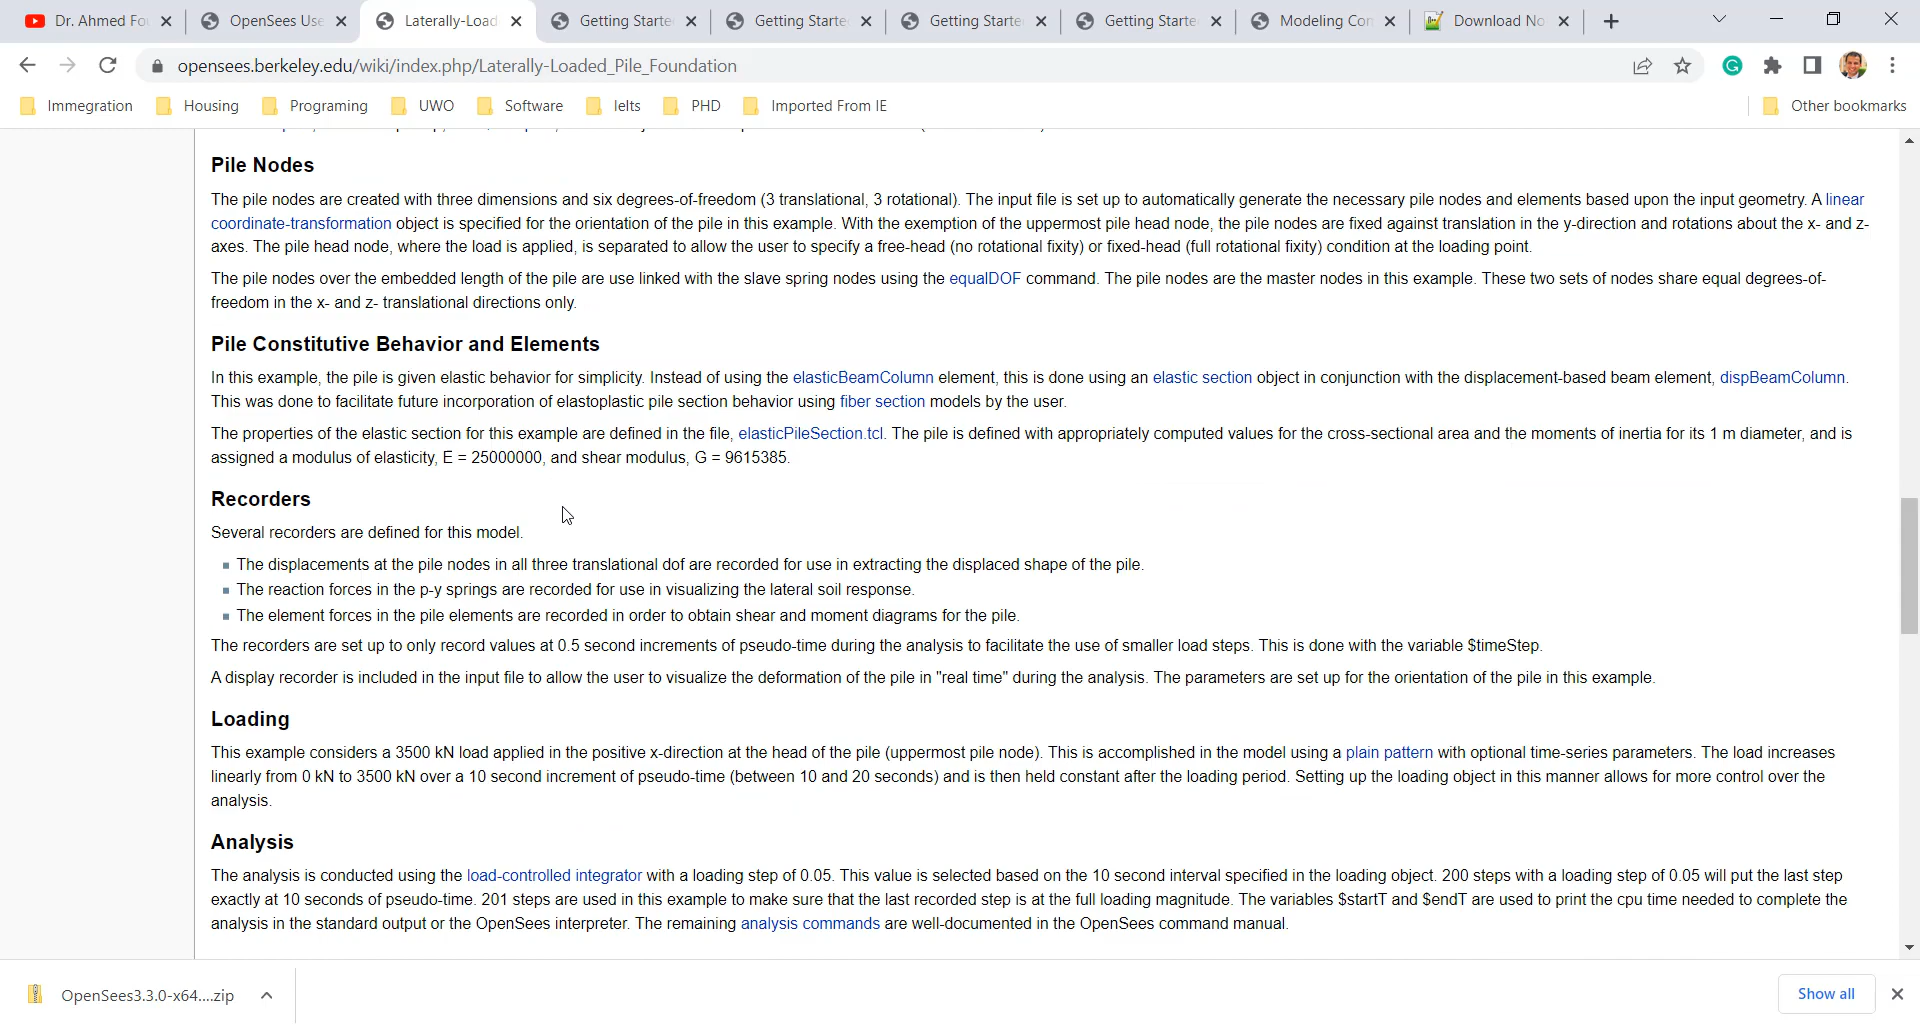 Dr. Ahmed Fo
OpenSees Use
Laterally-Load
Getting Starte
Getting Starte
Getting Starte
Getting Starte
Modeling Con
Download No
opensees.berkeley.edu/wiki/index.php/Laterally-Loaded_Pile_Foundation
Immegration
Housing
Programing
UWO
Software
Ielts
PHD
Imported From IE
Other bookmarks
Pile Nodes
The pile nodes are created with three dimensions and six degrees-of-freedom (3 translational, 3 rotational). The input file is set up to automatically generate the necessary pile nodes and elements based upon the input geometry. A linear
coordinate-transformation object is specified for the orientation of the pile in this example. With the exemption of the uppermost pile head node, the pile nodes are fixed against translation in the y-direction and rotations about the x- and z-
axes. The pile head node, where the load is applied, is separated to allow the user to specify a free-head (no rotational fixity) or fixed-head (full rotational fixity) condition at the loading point.
The pile nodes over the embedded length of the pile are use linked with the slave spring nodes using the equalDOF command. The pile nodes are the master nodes in this example. These two sets of nodes share equal degrees-of-
freedom in the x- and z- translational directions only.
Pile Constitutive Behavior and Elements
In this example, the pile is given elastic behavior for simplicity. Instead of using the elasticBeamColumn element, this is done using an elastic section object in conjunction with the displacement-based beam element, dispBeamColumn.
This was done to facilitate future incorporation of elastoplastic pile section behavior using fiber section models by the user.
The properties of the elastic section for this example are defined in the file, elasticPileSection.tcl. The pile is defined with appropriately computed values for the cross-sectional area and the moments of inertia for its 1 m diameter, and is
assigned a modulus of elasticity, E = 25000000, and shear modulus, G = 9615385.
Recorders
Several recorders are defined for this model.
The displacements at the pile nodes in all three translational dof are recorded for use in extracting the displaced shape of the pile.
The reaction forces in the p-y springs are recorded for use in visualizing the lateral soil response.
The element forces in the pile elements are recorded in order to obtain shear and moment diagrams for the pile.
The recorders are set up to only record values at 0.5 second increments of pseudo-time during the analysis to facilitate the use of smaller load steps. This is done with the variable $timeStep.
A display recorder is included in the input file to allow the user to visualize the deformation of the pile in "real time" during the analysis. The parameters are set up for the orientation of the pile in this example.
Loading
This example considers a 3500 kN load applied in the positive x-direction at the head of the pile (uppermost pile node). This is accomplished in the model using a plain pattern with optional time-series parameters. The load increases
linearly from 0 kN to 3500 kN over a 10 second increment of pseudo-time (between 10 and 20 seconds) and is then held constant after the loading period. Setting up the loading object in this manner allows for more control over the
analysis.
Analysis
The analysis is conducted using the load-controlled integrator with a loading step of 0.05. This value is selected based on the 10 second interval specified in the loading object. 200 steps with a loading step of 0.05 will put the last step
exactly at 10 seconds of pseudo-time. 201 steps are used in this example to make sure that the last recorded step is at the full loading magnitude. The variables $startT and $endT are used to print the cpu time needed to complete the
analysis in the standard output or the OpenSees interpreter. The remaining analysis commands are well-documented in the OpenSees command manual.
OpenSees3.3.0-x64....zip
Show all